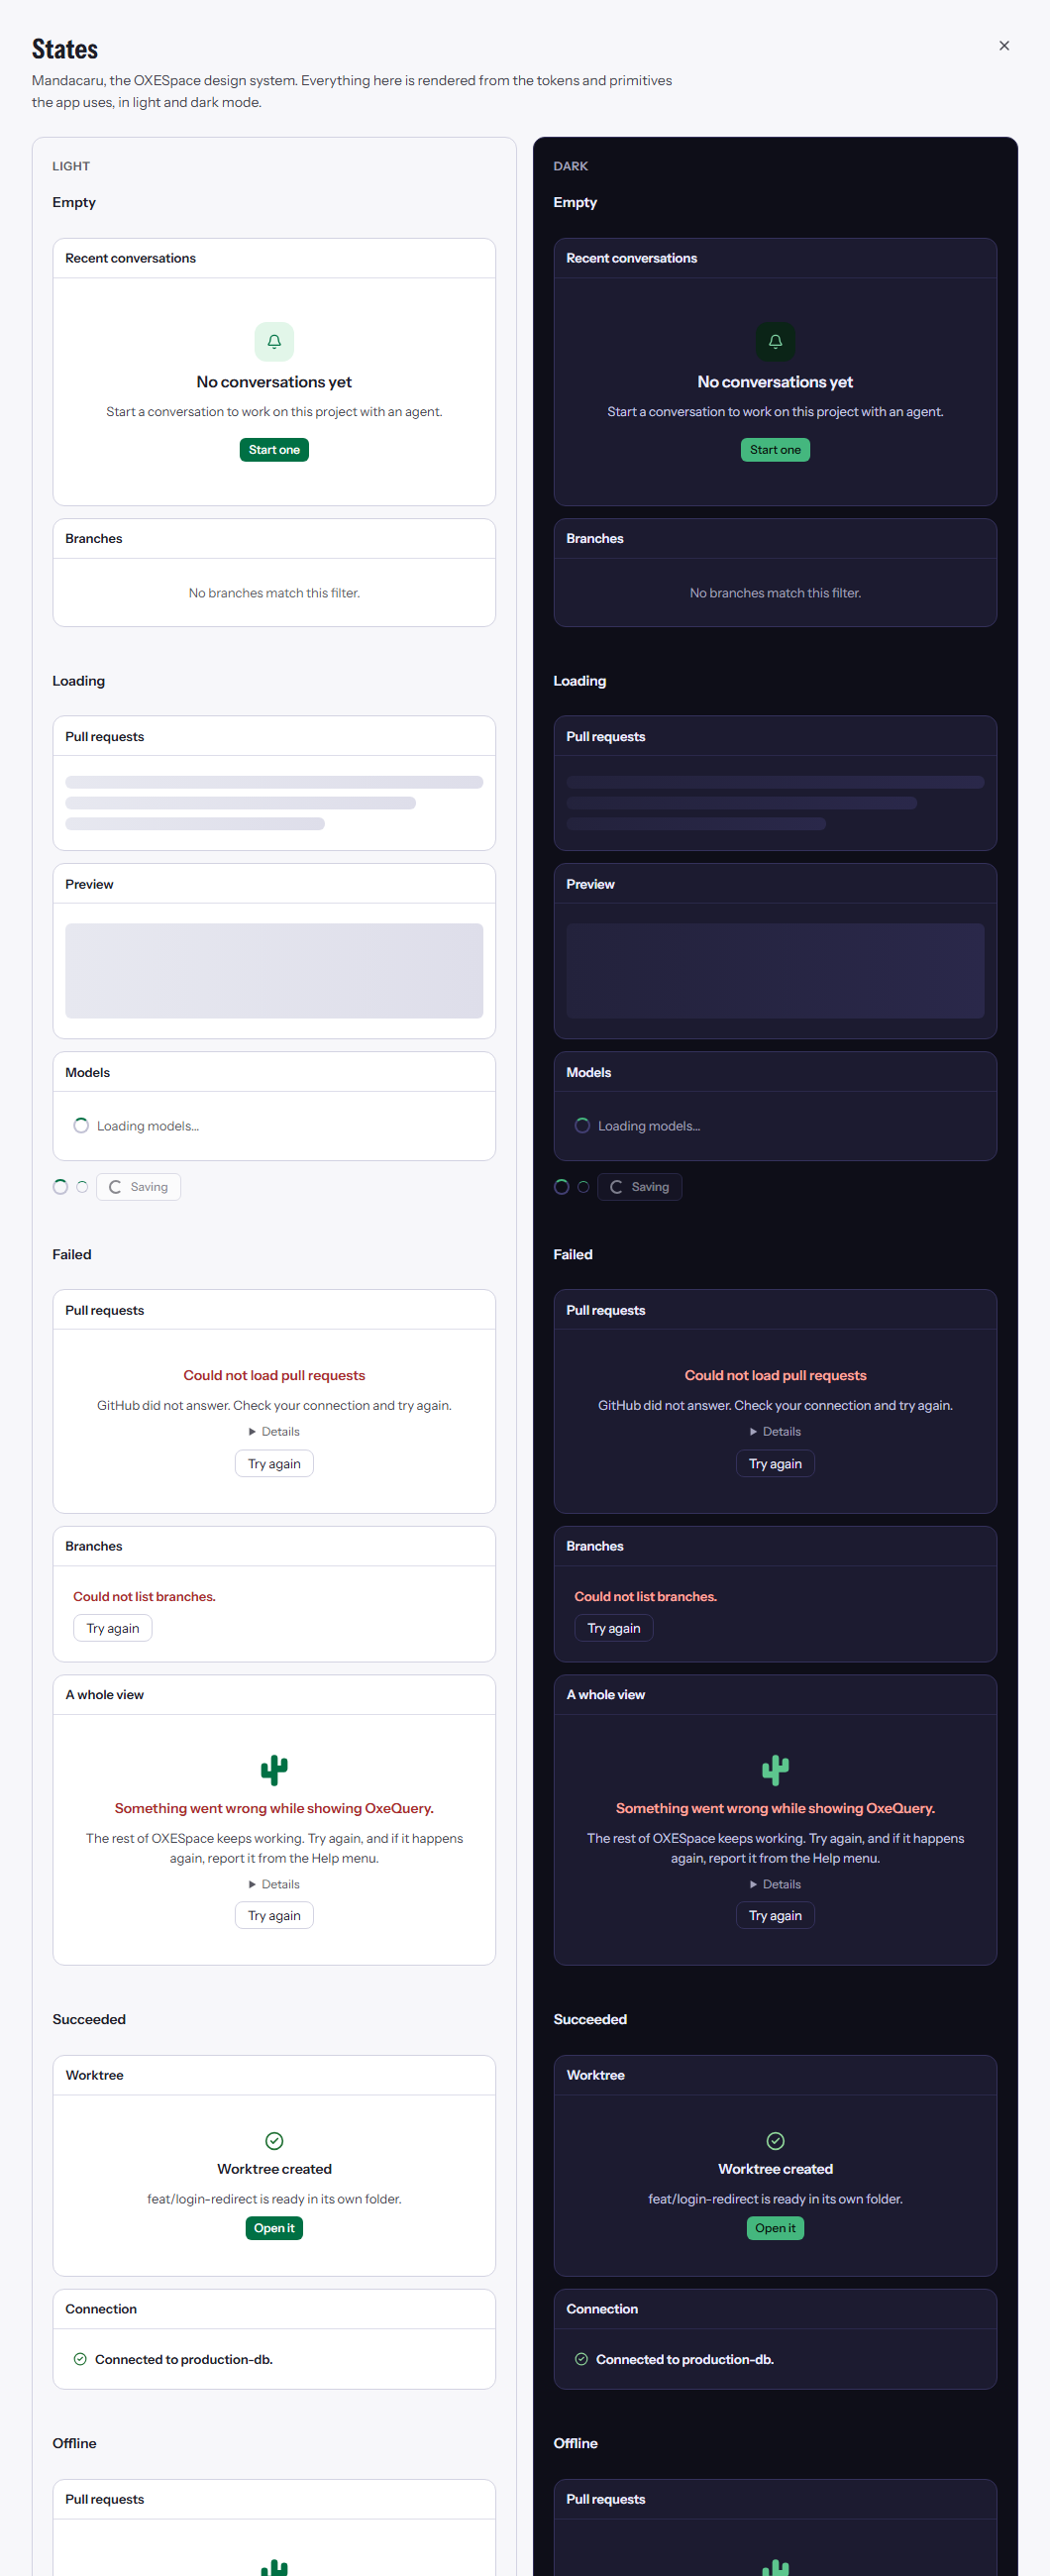 States
Mandacaru, the OXESpace design system. Everything here is rendered from the tokens and primitives
the app uses, in light and dark mode.
LIGHT
Empty
Recent conversations
No conversations yet
Start a conversation to work on this project with an agent.
Start one
Branches
No branches match this filter.
Loading
Pull requests
Preview
Models
Loading models...
Saving
Failed
Pull requests
Could not load pull requests
GitHub did not answer. Check your connection and try again.
Details
Try again
Branches
Could not list branches.
Try again
A whole view
Something went wrong while showing OxeQuery.
The rest of OXESpace keeps working. Try again, and if it happens
again, report it from the Help menu.
Details
Try again
Succeeded
Worktree
Worktree created
feat/login-redirect is ready in its own folder.
Open it
Connection
Connected to production-db.
Offline
Pull requests
DARK
Empty
Recent conversations
No conversations yet
Start a conversation to work on this project with an agent.
Start one
Branches
No branches match this filter.
Loading
Pull requests
Preview
Models
Loading models...
Saving
Failed
Pull requests
Could not load pull requests
GitHub did not answer. Check your connection and try again.
Details
Try again
Branches
Could not list branches.
Try again
A whole view
Something went wrong while showing OxeQuery.
The rest of OXESpace keeps working. Try again, and if it happens
again, report it from the Help menu.
Details
Try again
Succeeded
Worktree
Worktree created
feat/login-redirect is ready in its own folder.
Open it
Connection
Connected to production-db.
Offline
Pull requests